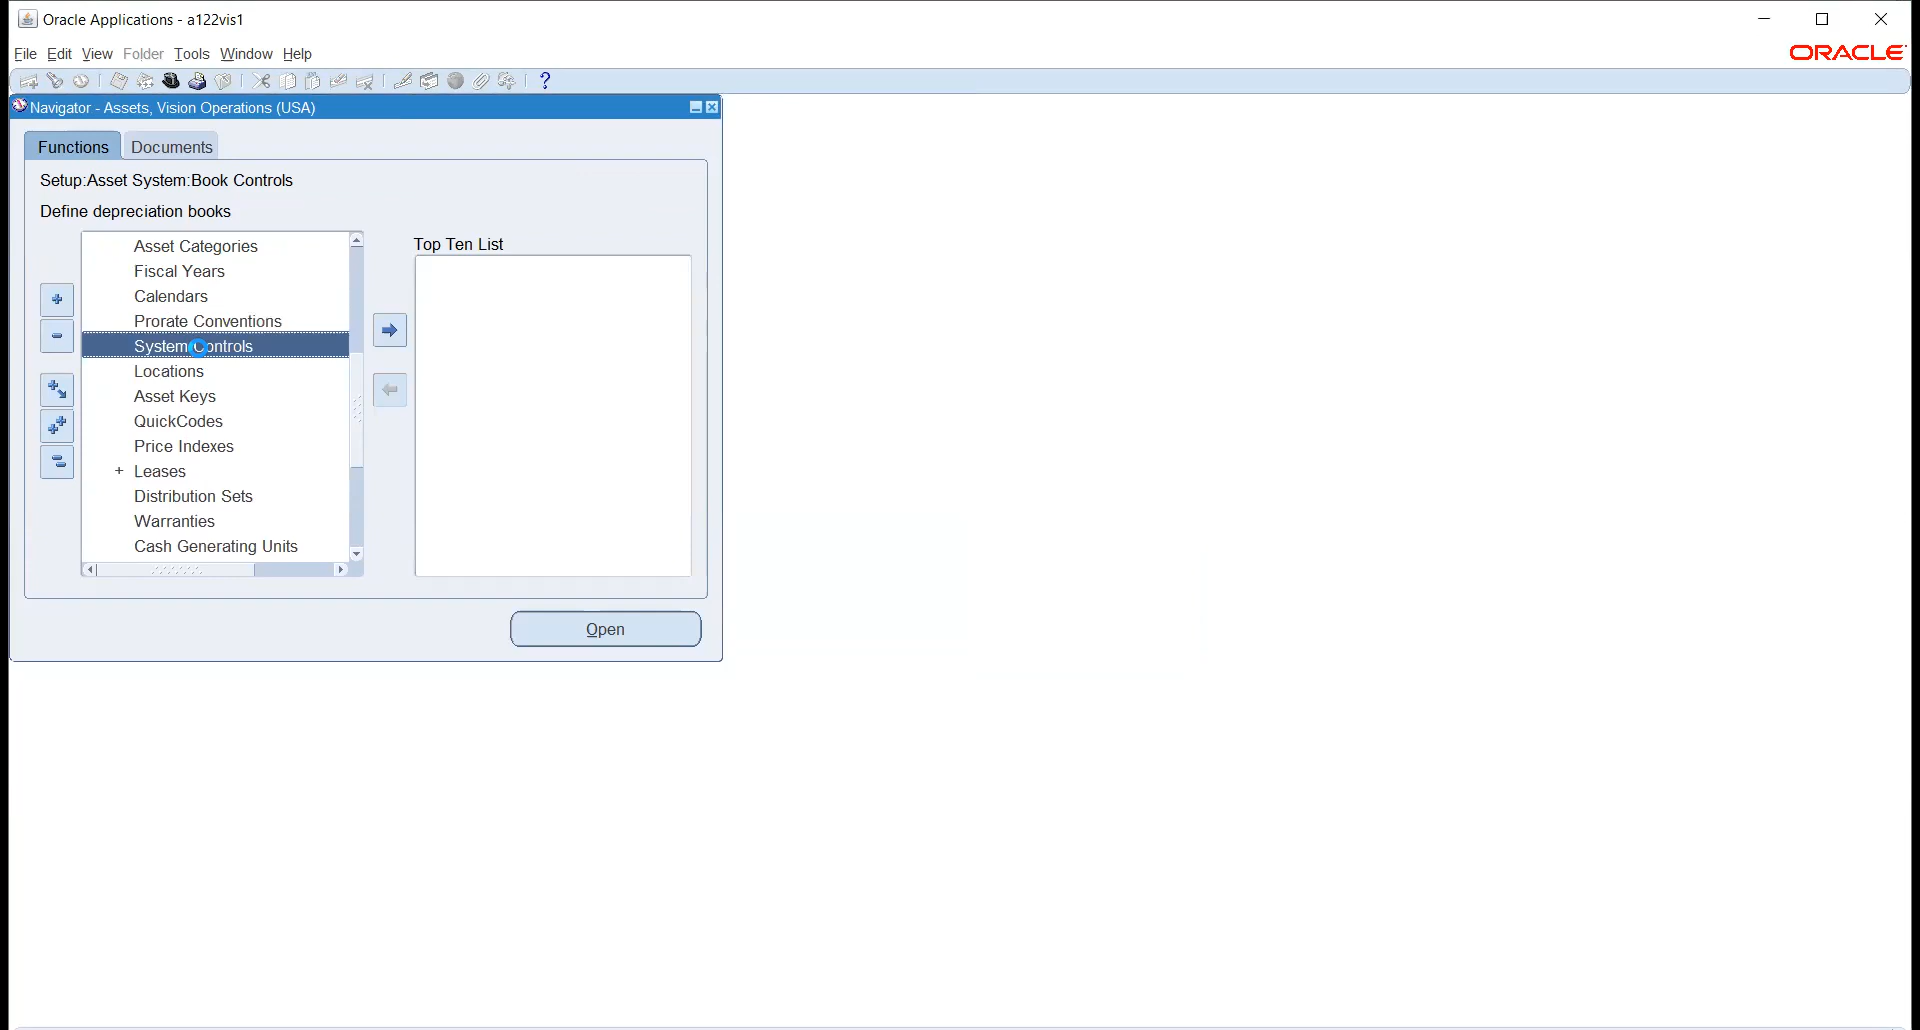 Oracle Applications - a122vis1
File Edit View Folder Tools Window Help
ORACLE
Navigator - Assets, Vision Operations (USA)
Functions Documents
Setup:Asset System:Book Controls
Define depreciation books
Top Ten List
Asset Categories
Fiscal Years
Calendars
Prorate Conventions
System Controls
Locations
Asset Keys
QuickCodes
Price Indexes
+ Leases
Distribution Sets
Warranties
Cash Generating Units
Open